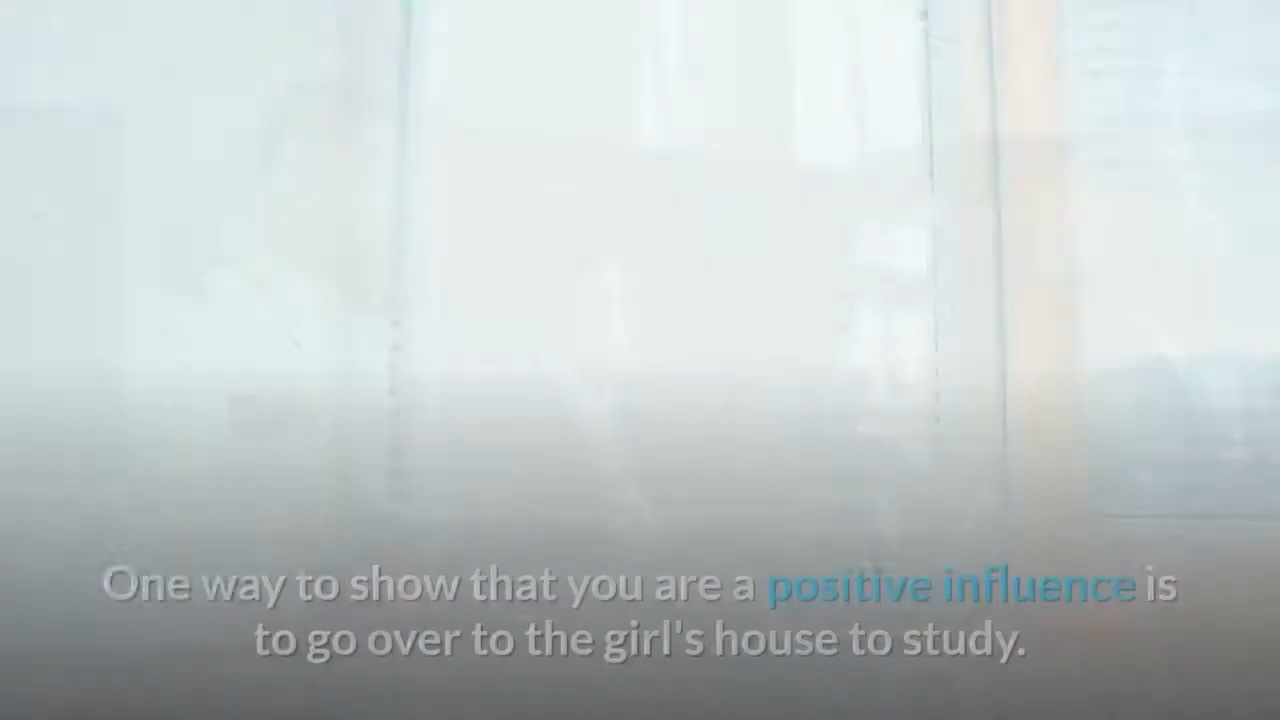 One way to show that you are a positive influence is
to go over to the girl's house to study.